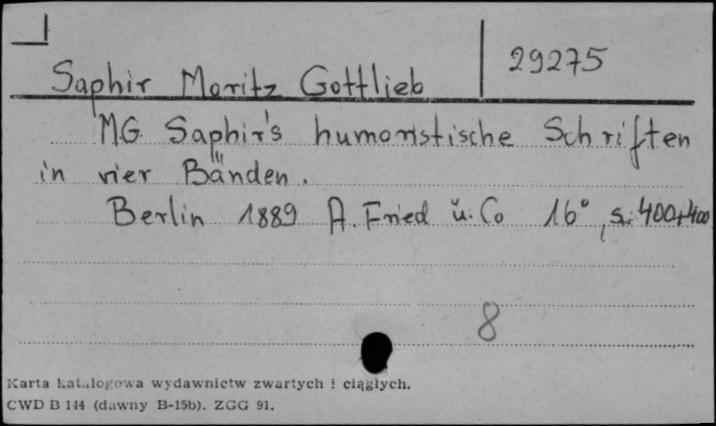 29275
Saphir Moritz Gottlieb
MG. Saphir's humoristische Schriften
in vier Bänden.
Berlin 1889 A. Fried ŭ. Co 16°, s. 400+400
8
Karta katalogowa wydawnictw zwartych i ciągłych.
CWD B 144 (dawny B-15b). ZGG 91.